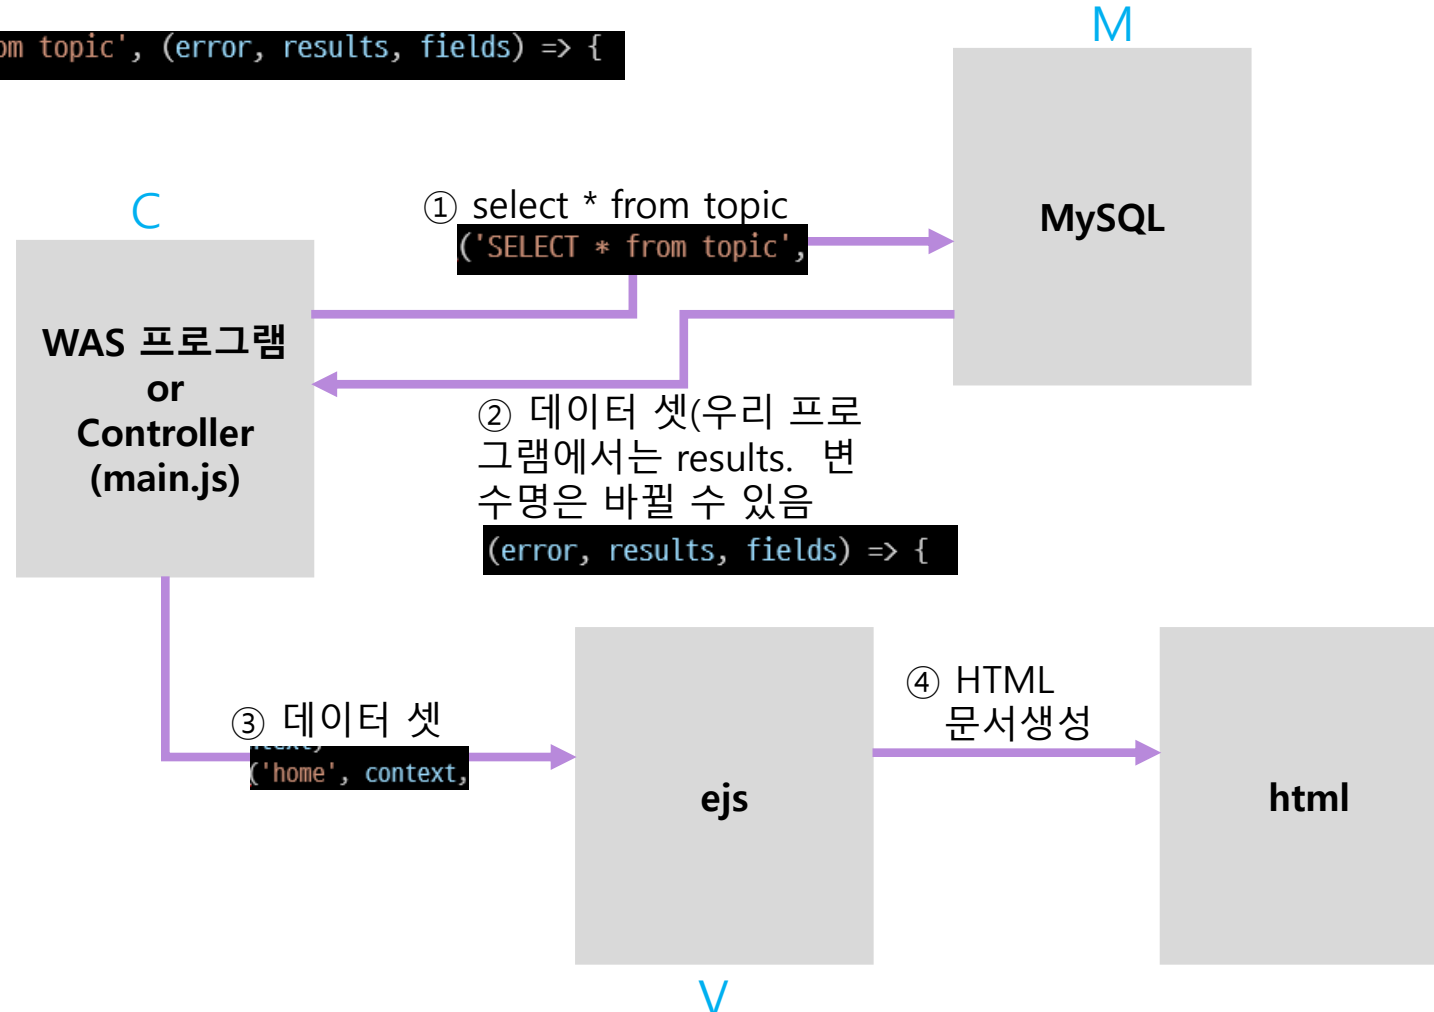 om topic', (error, results, fields) => {
M
C
① select * from topic
('SELECT * from topic',
MySQL
WAS 프로그램
or
Controller
(main.js)
② 데이터 셋(우리 프로
그램에서는 results. 변
수명은 바뀔 수 있음
(error, results, fields) => {
③ 데이터 셋
('home', context,
④ HTML
문서생성
ejs
html
V